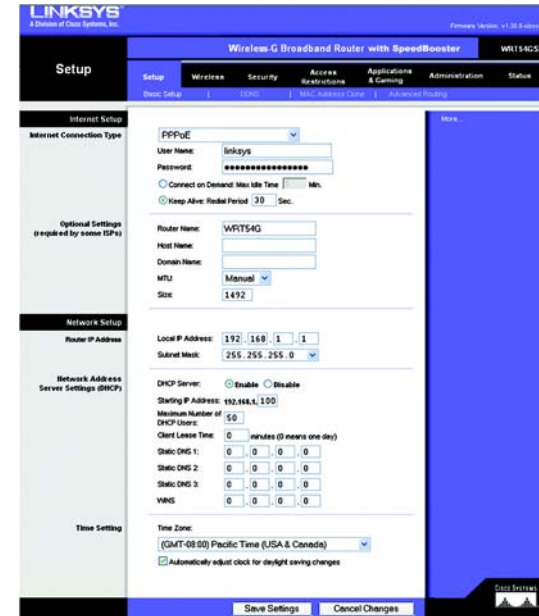 LINKSYS
A Division of Cisco Systems, Inc.
Wireless-G Broadband Router with SpeedBooster
WRT54GS
Setup
Setup Wireless Security Access Restrictions Applications & Gaming Administration Status
Basic Setup | DDNS | MAC Address Clone | Advanced Routing
Internet Setup
More...
Internet Connection Type
PPPoE
User Name: linksys
Password:
Connect on Demand: Max Idle Time Min.
Keep Alive: Redial Period 30 Sec.
Optional Settings
(required by some ISPs)
Router Name: WRT54G
Host Name:
Domain Name:
MTU: Manual
Size: 1492
Network Setup
Router IP Address
Local IP Address: 192 . 168 . 1 . 1
Subnet Mask: 255.255.255.0
Network Address
Server Settings (DHCP)
DHCP Server: Enable Disable
Starting IP Address: 192.168.1. 100
Maximum Number of
DHCP Users: 50
Client Lease Time: 0 minutes (0 means one day)
Static DNS 1: 0 . 0 . 0 . 0
Static DNS 2: 0 . 0 . 0 . 0
Static DNS 3: 0 . 0 . 0 . 0
WINS 0 . 0 . 0 . 0
Time Setting
Time Zone:
(GMT-08:00) Pacific Time (USA & Canada)
Automatically adjust clock for daylight saving changes
Save Settings Cancel Changes
Cisco Systems